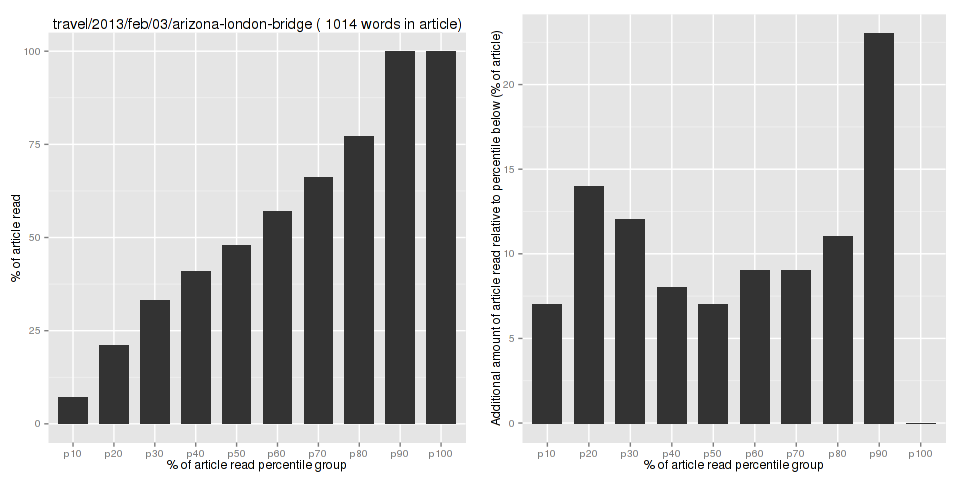 travel/2013/feb/03/arizona-london-bridge ( 1014 words in article)
% of article read
100
75
50
25
0
p10 p20 p30 p40 p50 p60 p70 p80 p90 p100
% of article read percentile group
Additional amount of article read relative to percentile below (% of article)
20
15
10
5
0
p10 p20 p30 p40 p50 p60 p70 p80 p90 p100
% of article read percentile group